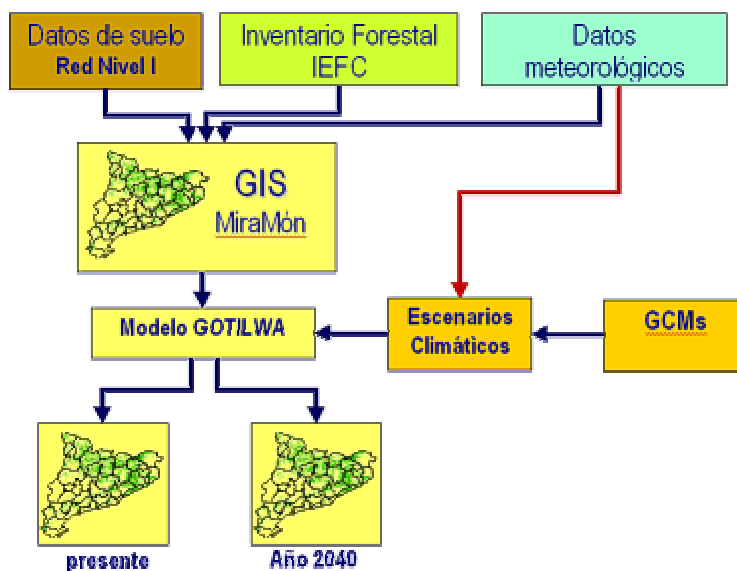 Datos de suelo
Red Nivel I
Inventario Forestal
IEFC
Datos
meteorológicos
GIS
MiraMón
Modelo GOTILWA
Escenarios
Climáticos
GCMs
presente
Año 2040